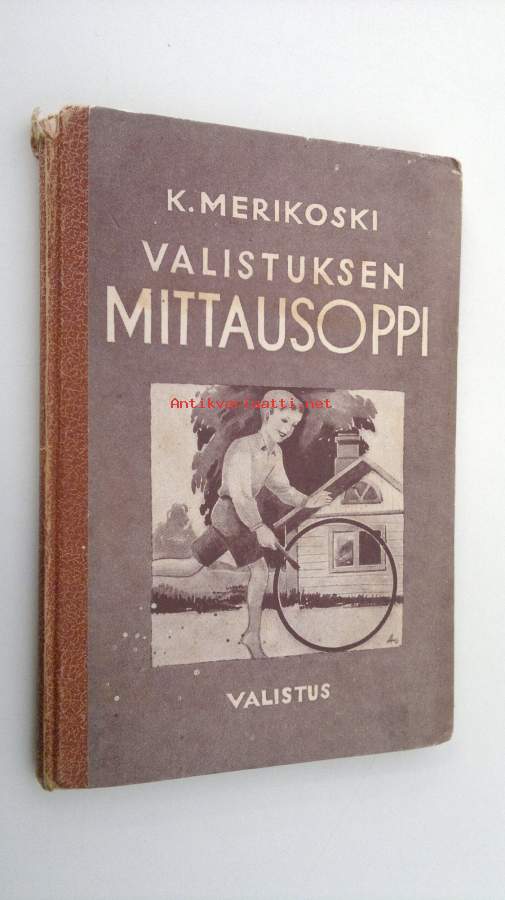 K. MERIKOSKI
VALISTUKSEN
MITTAUSOPPI
Antikvariaatti.net
VALISTUS